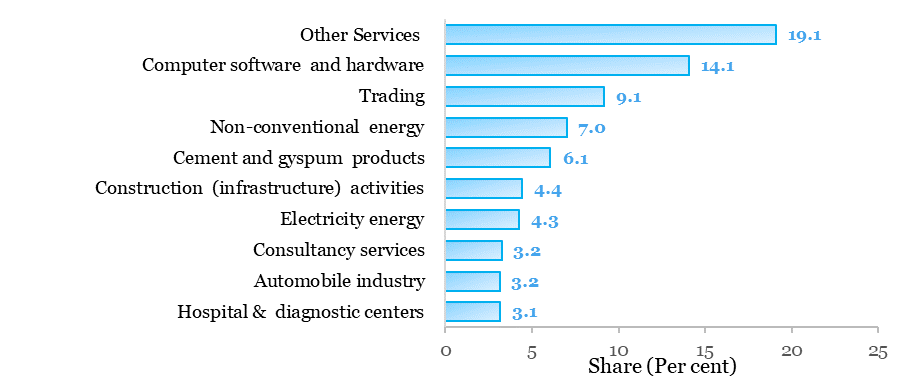 Other Services 19.1
Computer software and hardware 14.1
Trading 9.1
Non-conventional energy 7.0
Cement and gyspum products 6.1
Construction (infrastructure) activities 4.4
Electricity energy 4.3
Consultancy services 3.2
Automobile industry 3.2
Hospital & diagnostic centers 3.1
0 5 10 15 20 25
Share (Per cent)